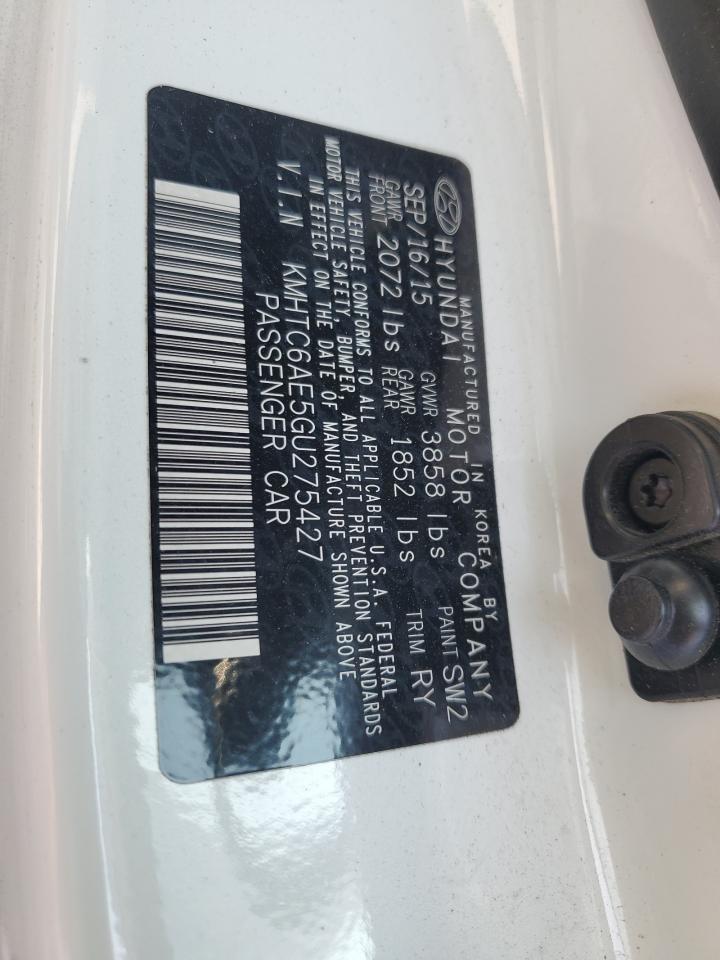 MANUFACTURED IN KOREA BY
HYUNDAI MOTOR COMPANY
SEP/16/15 GVWR 3858 lbs PAINT SW2
GAWR FRONT 2072 lbs GAWR REAR 1852 lbs TRIM RY
THIS VEHICLE CONFORMS TO ALL APPLICABLE U.S.A. FEDERAL
MOTOR VEHICLE SAFETY, BUMPER, AND THEFT PREVENTION STANDARDS
IN EFFECT ON THE DATE OF MANUFACTURE SHOWN ABOVE
V.I.N KMHTC6AE5GU275427
PASSENGER CAR